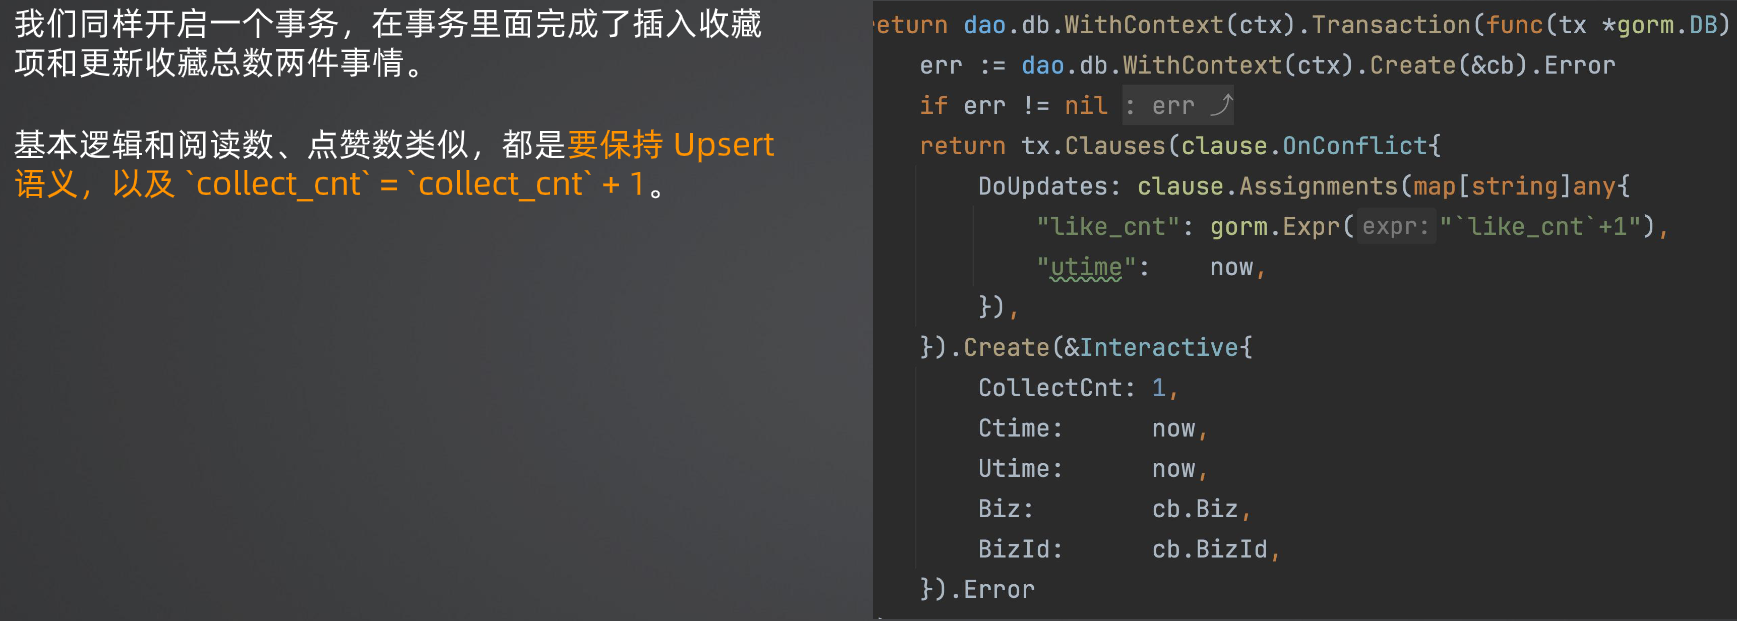 我们同样开启一个事务，在事务里面完成了插入收藏
项和更新收藏总数两件事情。
基本逻辑和阅读数、点赞数类似，都是要保持 Upsert
语义，以及 `collect_cnt` = `collect_cnt` + 1。
eturn dao.db.WithContext(ctx).Transaction(func(tx *gorm.DB)
err := dao.db.WithContext(ctx).Create(&cb).Error
if err != nil : err ⤴
return tx.Clauses(clause.OnConflict{
DoUpdates: clause.Assignments(map[string]any{
"like_cnt": gorm.Expr( expr: "`like_cnt`+1"),
"utime": now,
}),
}).Create(&Interactive{
CollectCnt: 1,
Ctime: now,
Utime: now,
Biz: cb.Biz,
BizId: cb.BizId,
}).Error